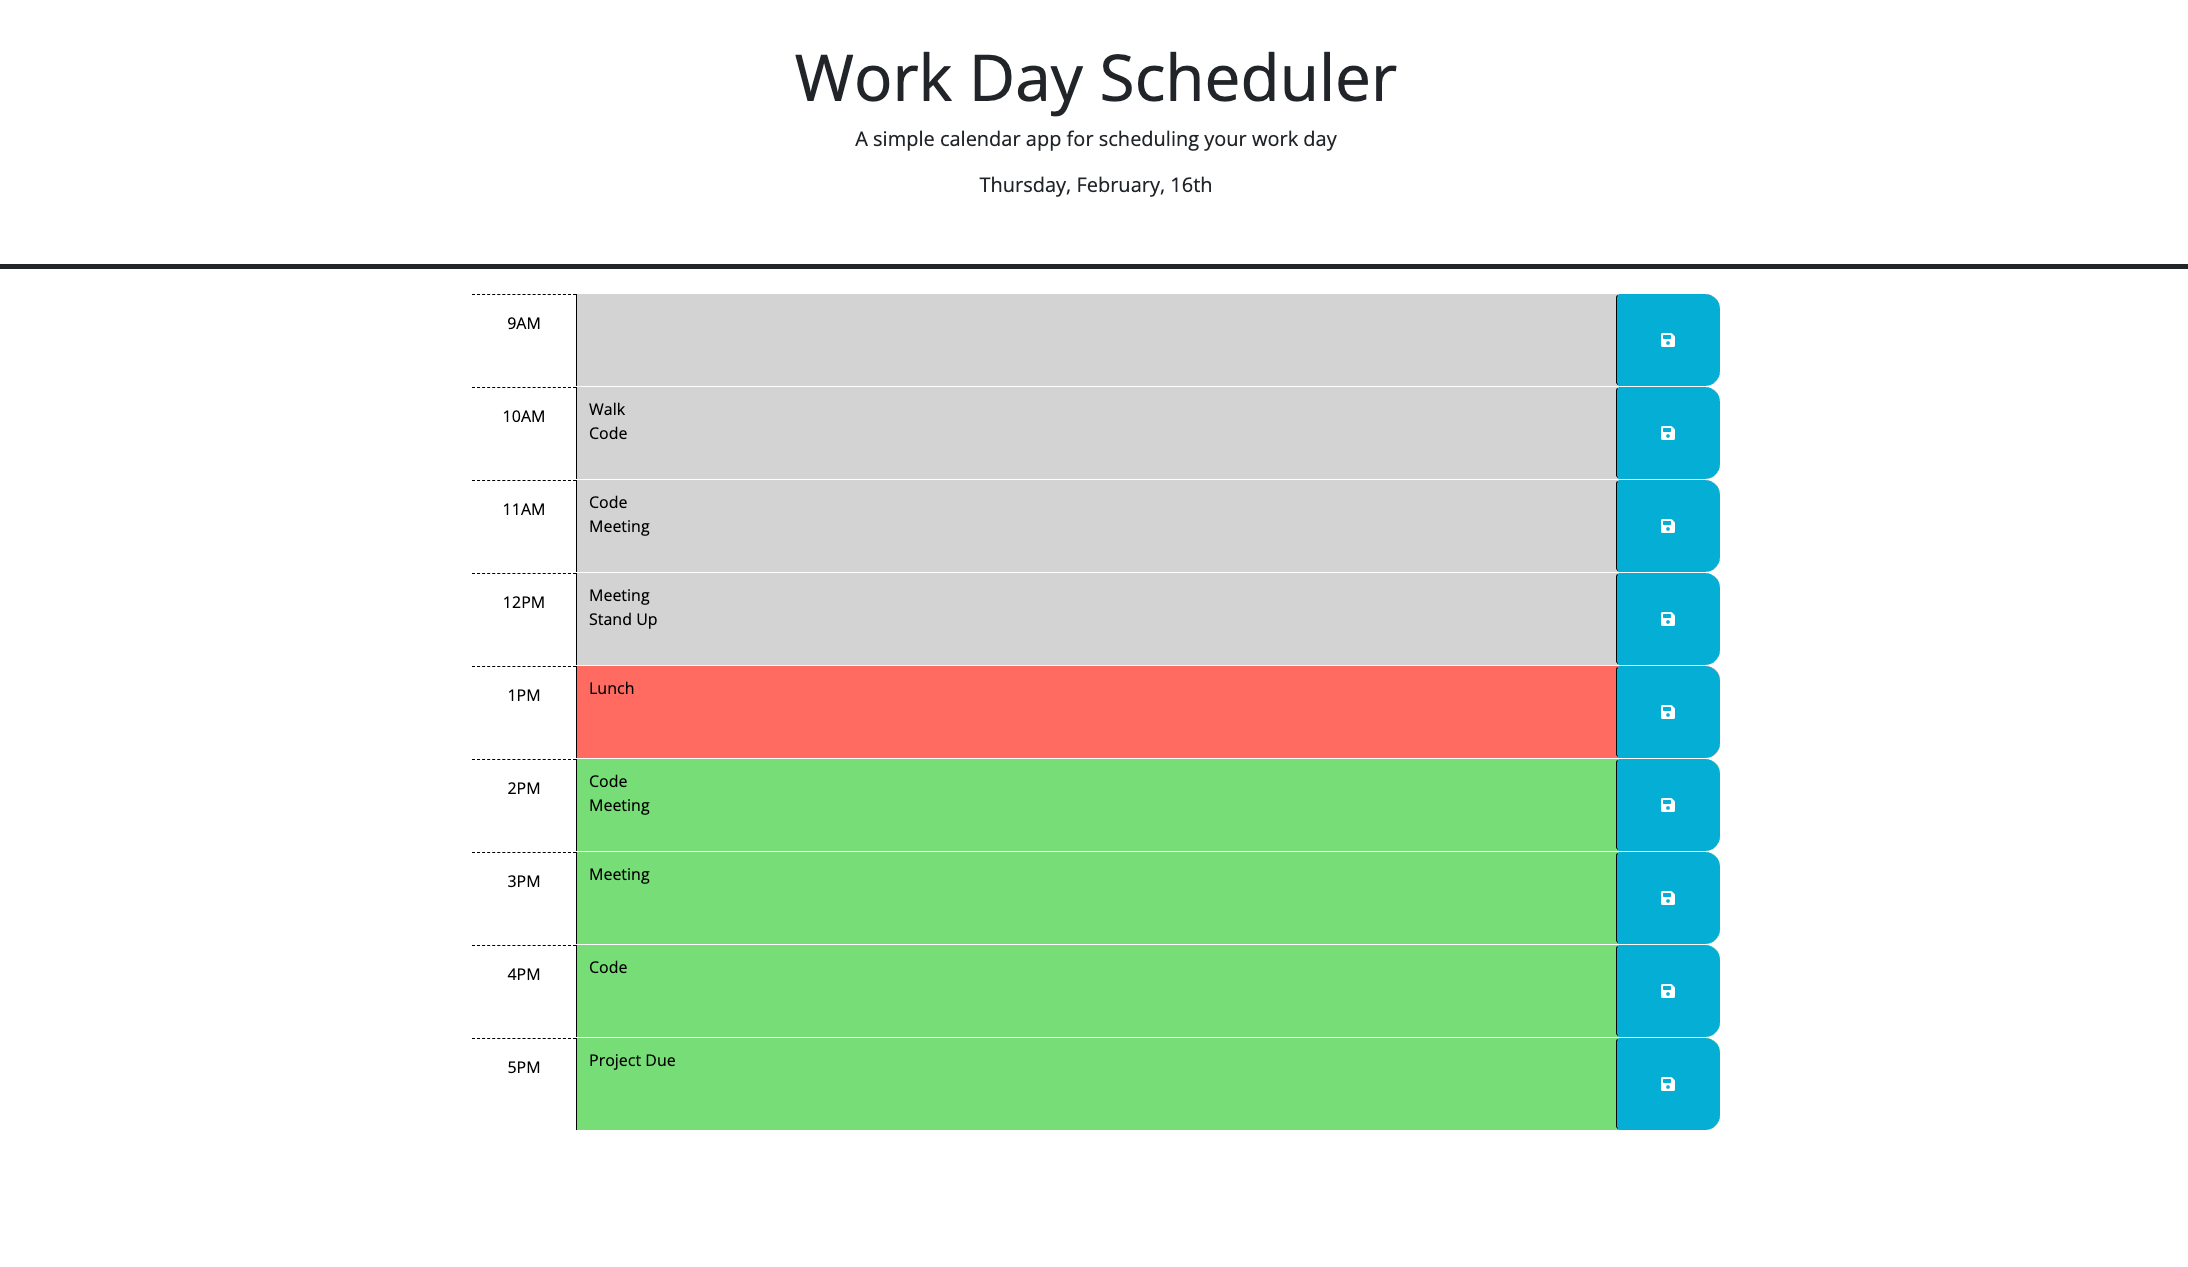 Work Day Scheduler
A simple calendar app for scheduling your work day
Thursday, February, 16th
9AM
10AM
Walk
Code
11AM
Code
Meeting
12PM
Meeting
Stand Up
1PM
Lunch
2PM
Code
Meeting
3PM
Meeting
4PM
Code
5PM
Project Due